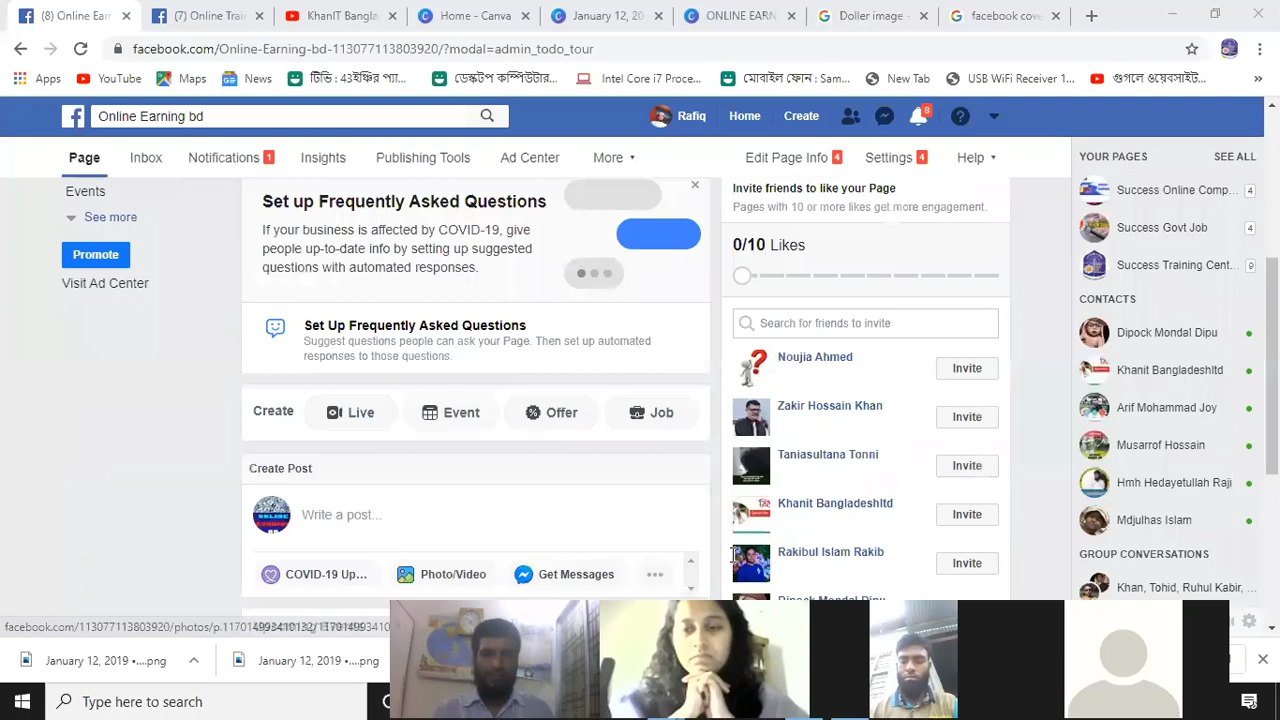 (8) Online Earn
(7) Online Trai
KhanIT Bangla
Home - Canva
January 12, 20
ONLINE EARN
Doller image -
facebook cov
facebook.com/Online-Earning-bd-113077113803920/?modal=admin_todo_tour
Apps
YouTube
Maps
News
টিভি : 43ইঞ্চির প্যা...
ডেস্কটপ কম্পিউটার...
Intel Core i7 Proce...
মোবাইল ফোন : Sam...
New Tab
USB WiFi Receiver 1...
গুগলে ওয়েবসাইট...
Online Earning bd
Rafiq
Home
Create
8
Page
Inbox
Notifications 1
Insights
Publishing Tools
Ad Center
More
Edit Page Info 4
Settings 4
Help
Events
See more
Promote
Visit Ad Center
Set up Frequently Asked Questions
If your business is affected by COVID-19, give
people up-to-date info by setting up suggested
questions with automated responses.
Set Up Frequently Asked Questions
Suggest questions people can ask your Page. Then set up automated
responses to those questions.
Create
Live
Event
Offer
Job
Create Post
Write a post...
COVID-19 Up...
Photo/Video
Get Messages
Invite friends to like your Page
Pages with 10 or more likes get more engagement.
0/10 Likes
Search for friends to invite
Noujia Ahmed
Invite
Zakir Hossain Khan
Invite
Taniasultana Tonni
Invite
Khanit Bangladeshltd
Invite
Rakibul Islam Rakib
Invite
Dipock Mondal Dipu
YOUR PAGES
SEE ALL
Success Online Comp... 4
Success Govt Job 4
Success Training Cent... 9
CONTACTS
Dipock Mondal Dipu
Khanit Bangladeshltd
Arif Mohammad Joy
Musarrof Hossain
Hmh Hedayetullah Raji
Mdjulhas Islam
GROUP CONVERSATIONS
Khan, Tohid, Ruhul Kabir, ...
January 12, 2019 •....png
January 12, 2019 •....png
Type here to search